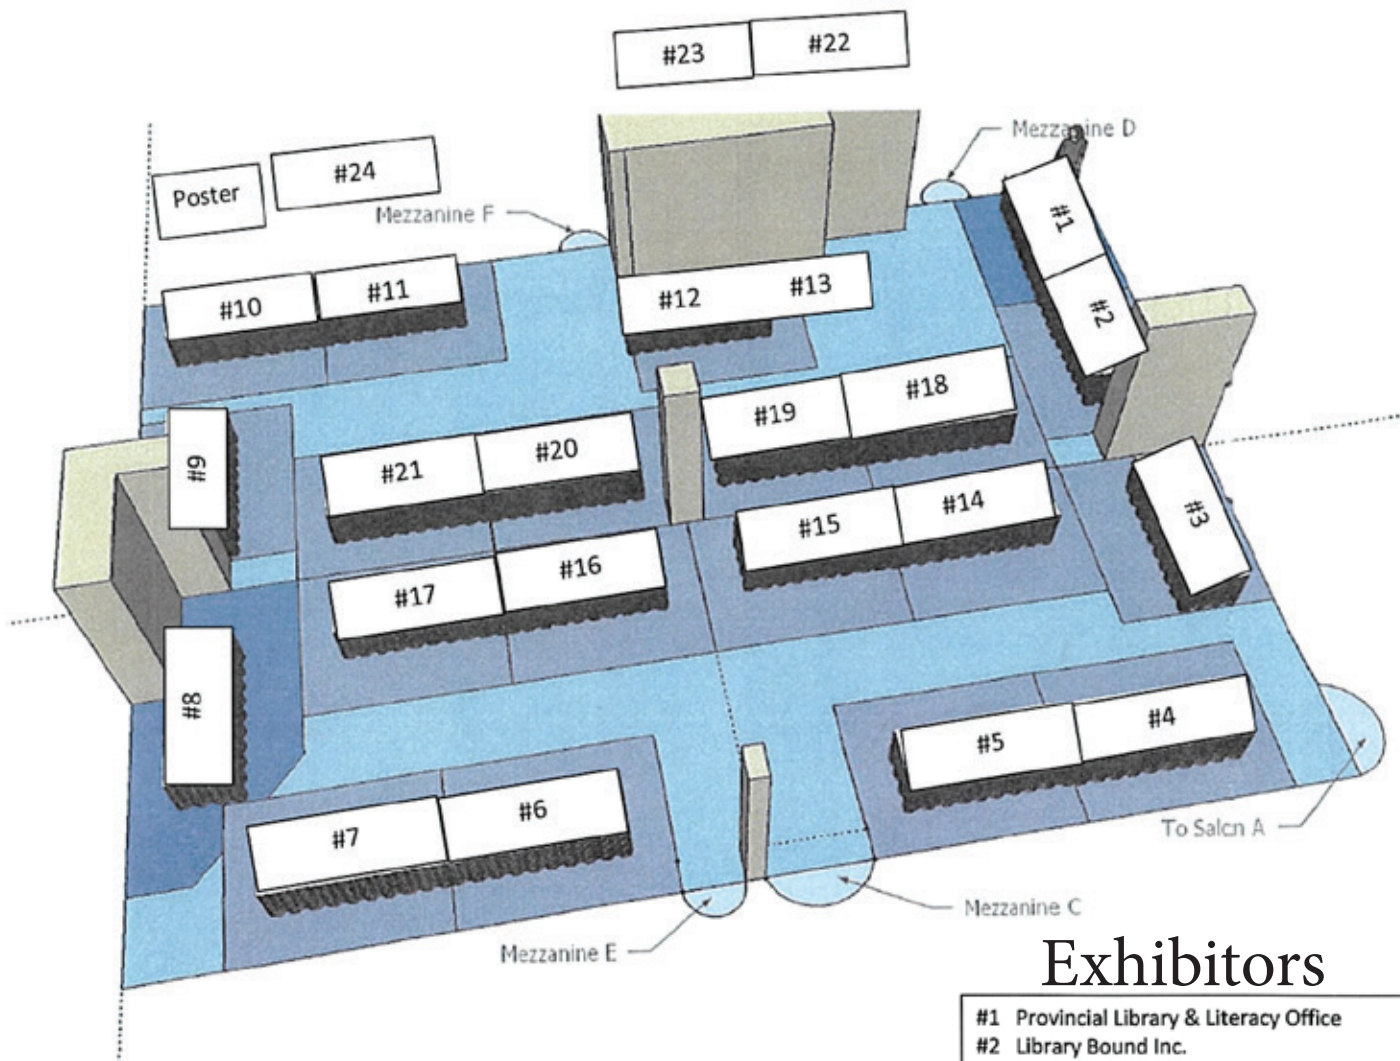 #23 #22
Mezzanine D
#24
Poster
Mezzanine F
#1
#11
#13
#10
#12
#2
#18
#19
#20
#9
#21
#14
#3
#15
#16
#17
#8
#4
#5
#6
To Salcn A
#7
Mezzanine C
Mezzanine E
Exhibitors
#1 Provincial Library & Literacy Office
#2 Library Bound Inc.